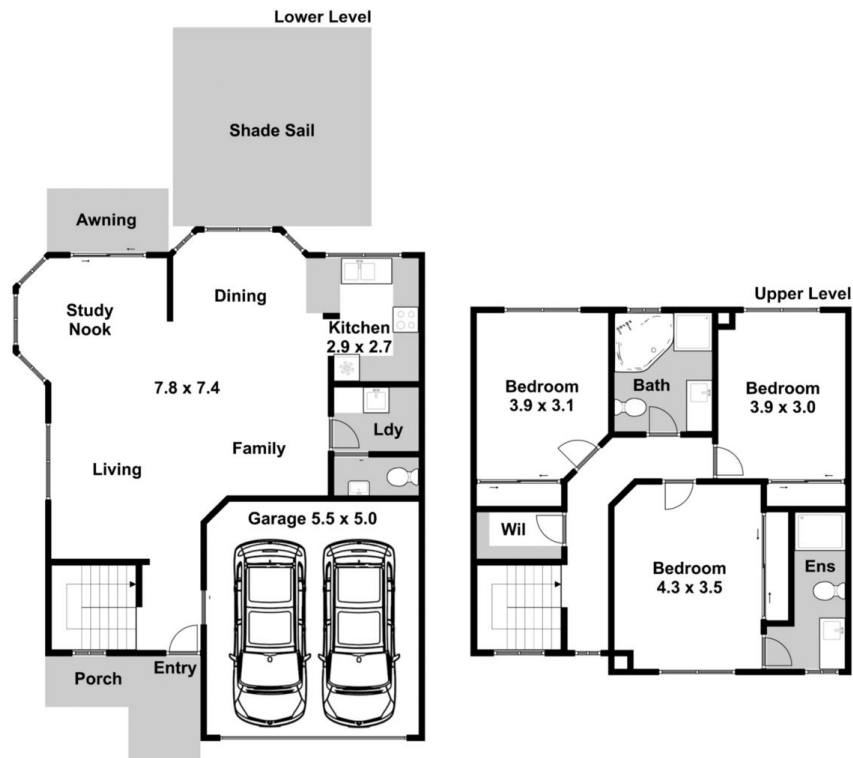 Lower Level
Shade Sail
Awning
Study
Nook
Dining
Kitchen
2.9 x 2.7
7.8 x 7.4
Living
Family
Ldy
Garage 5.5 x 5.0
Entry
Porch
Upper Level
Bedroom
3.9 x 3.1
Bath
Bedroom
3.9 x 3.0
Wil
Bedroom
4.3 x 3.5
Ens